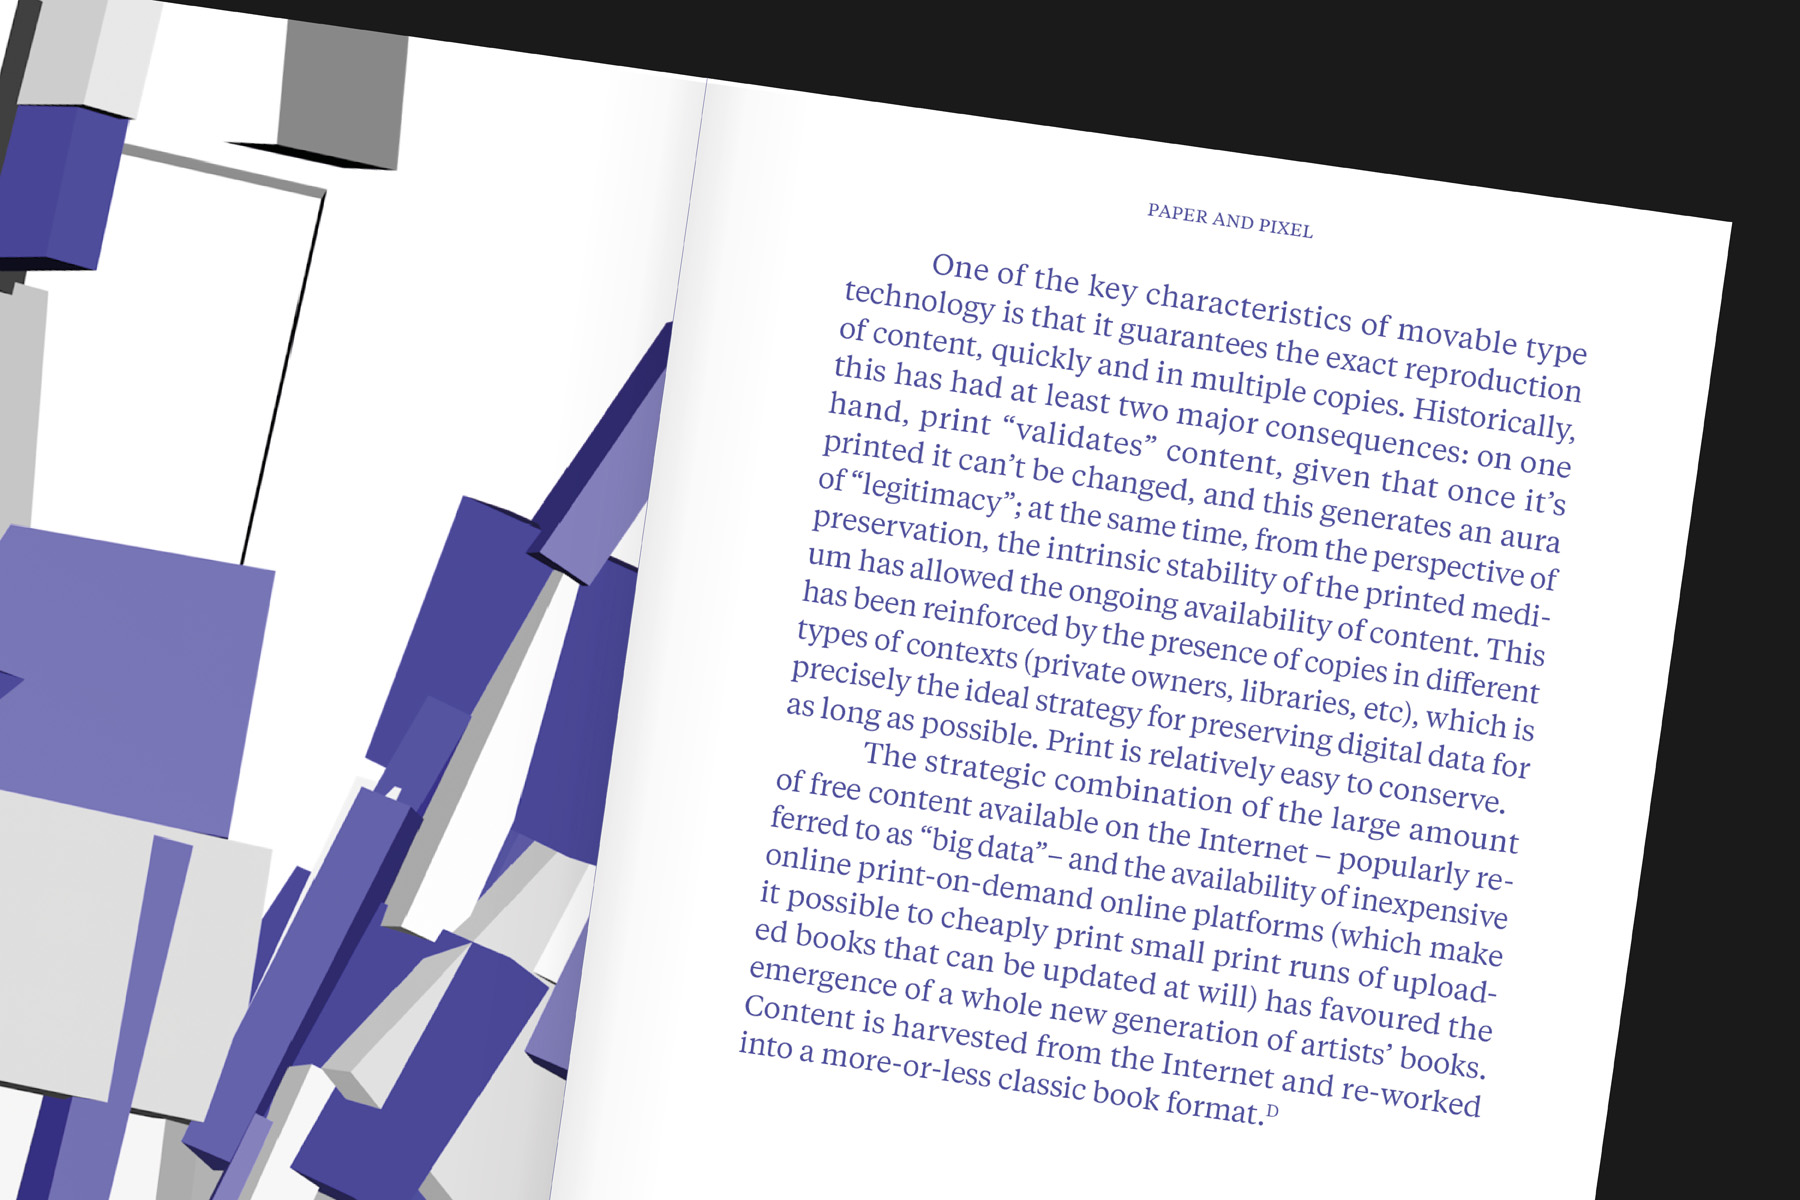 PAPER AND PIXEL
One of the key characteristics of movable type
technology is that it guarantees the exact reproduction
of content, quickly and in multiple copies. Historically,
this has had at least two major consequences: on one
hand, print “validates” content, given that once it’s
printed it can’t be changed, and this generates an aura
of “legitimacy”; at the same time, from the perspective of
preservation, the intrinsic stability of the printed medi-
um has allowed the ongoing availability of content. This
has been reinforced by the presence of copies in different
types of contexts (private owners, libraries, etc), which is
precisely the ideal strategy for preserving digital data for
as long as possible. Print is relatively easy to conserve.
The strategic combination of the large amount
of free content available on the Internet – popularly re-
ferred to as “big data”– and the availability of inexpensive
online print-on-demand online platforms (which make
it possible to cheaply print small print runs of upload-
ed books that can be updated at will) has favoured the
emergence of a whole new generation of artists’ books.
Content is harvested from the Internet and re-worked
into a more-or-less classic book format.ᴰ